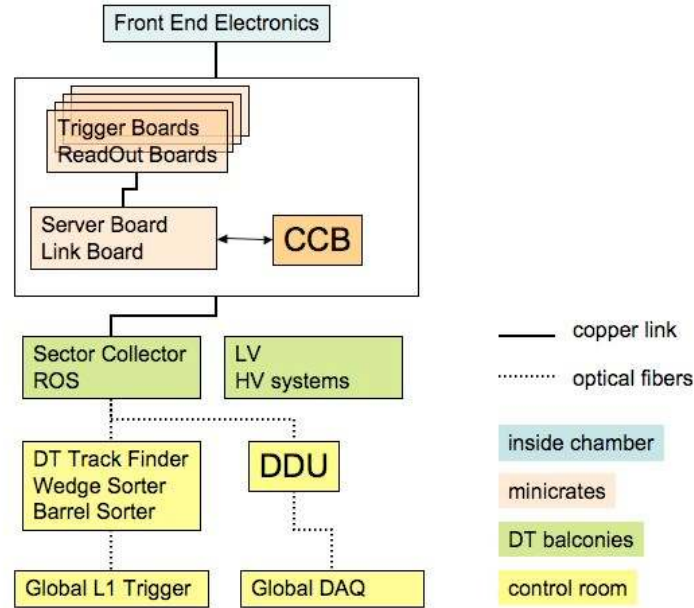 Front End Electronics
Trigger Boards
ReadOut Boards
Server Board
Link Board
CCB
Sector Collector
ROS
LV
HV systems
DT Track Finder
Wedge Sorter
Barrel Sorter
DDU
Global L1 Trigger
Global DAQ
copper link
optical fibers
inside chamber
minicrates
DT balconies
control room